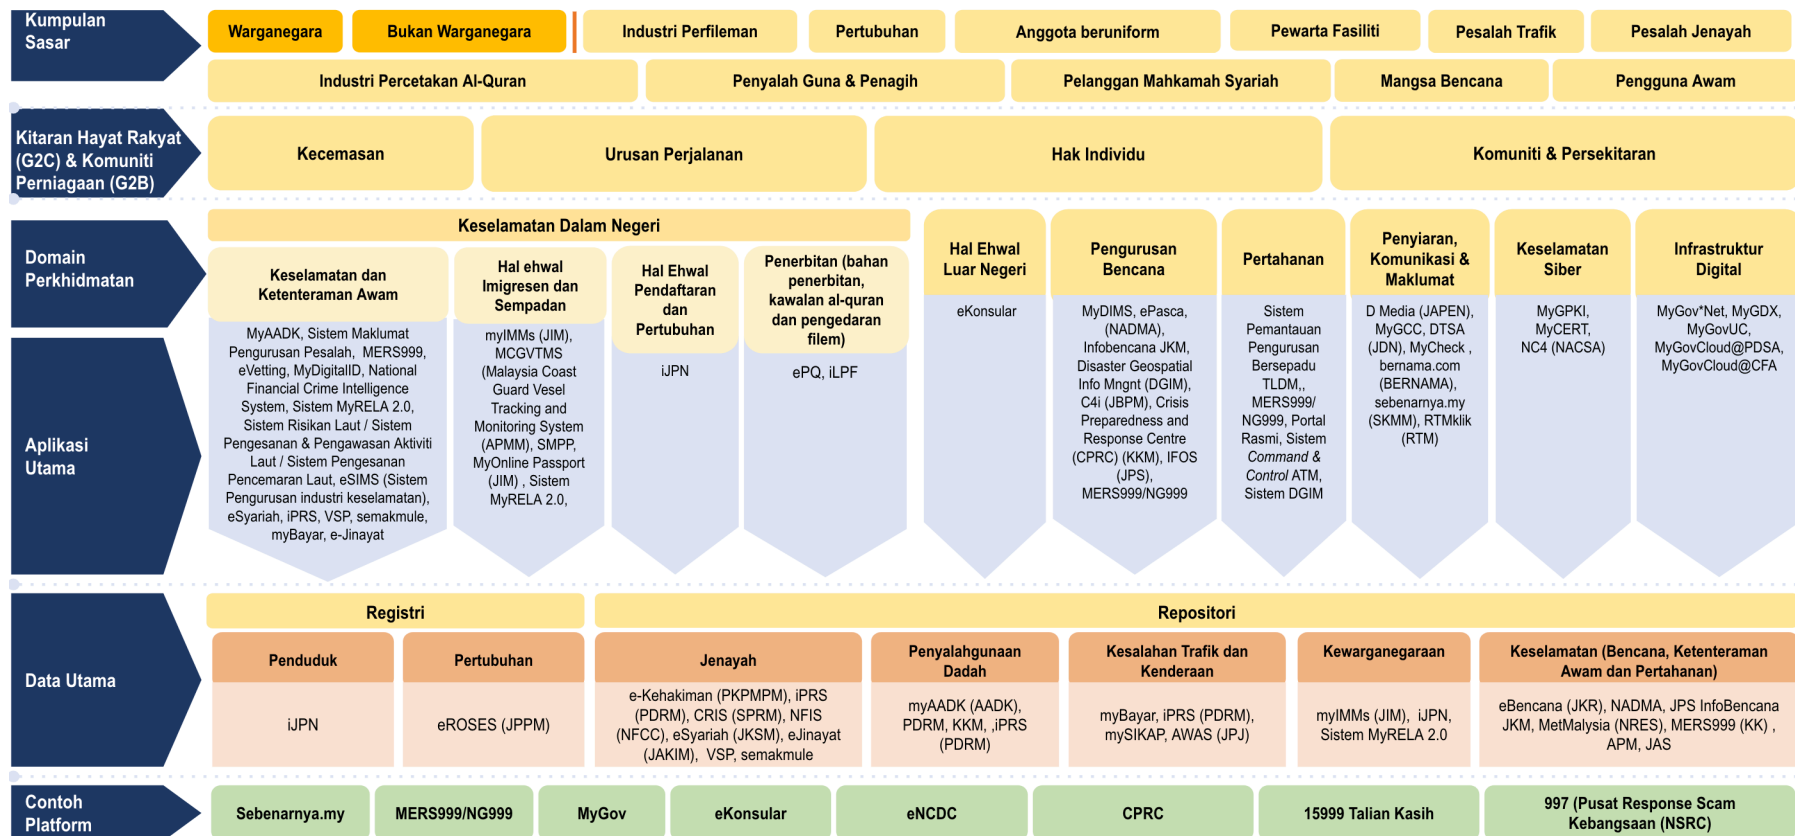 Kumpulan
Sasar
Warganegara
Bukan Warganegara
Industri Perfileman
Pertubuhan
Anggota beruniform
Pewarta Fasiliti
Pesalah Trafik
Pesalah Jenayah
Industri Percetakan Al-Quran
Penyalah Guna & Penagih
Pelanggan Mahkamah Syariah
Mangsa Bencana
Pengguna Awam
Kitaran Hayat Rakyat
(G2C) & Komuniti
Perniagaan (G2B)
Kecemasan
Urusan Perjalanan
Hak Individu
Komuniti & Persekitaran
Domain
Perkhidmatan
Aplikasi
Utama
Keselamatan Dalam Negeri
Keselamatan dan
Ketenteraman Awam
MyAADK, Sistem Maklumat
Pengurusan Pesalah, MERS999,
eVetting, MyDigitalID, National
Financial Crime Intelligence
System, Sistem MyRELA 2.0,
Sistem Risikan Laut / Sistem
Pengesanan & Pengawasan Aktiviti
Laut / Sistem Pengesanan
Pencemaran Laut, eSIMS (Sistem
Pengurusan industri keselamatan),
eSyariah, iPRS, VSP, semakmule,
myBayar, e-Jinayat
Hal ehwal
Imigresen dan
Sempadan
myIMMs (JIM),
MCGVTMS
(Malaysia Coast
Guard Vesel
Tracking and
Monitoring System
(APMM), SMPP,
MyOnline Passport
(JIM) , Sistem
MyRELA 2.0,
Hal Ehwal
Pendaftaran
dan
Pertubuhan
iJPN
Penerbitan (bahan
penerbitan,
kawalan al-quran
dan pengedaran
filem)
ePQ, iLPF
Hal Ehwal
Luar Negeri
eKonsular
Pengurusan
Bencana
MyDIMS, ePasca,
(NADMA),
Infobencana JKM,
Disaster Geospatial
Info Mngnt (DGIM),
C4i (JBPM), Crisis
Preparedness and
Response Centre
(CPRC) (KKM), IFOS
(JPS),
MERS999/NG999
Pertahanan
Sistem
Pemantauan
Pengurusan
Bersepadu
TLDM,,
MERS999/
NG999, Portal
Rasmi, Sistem
Command &
Control ATM,
Sistem DGIM
Penyiaran,
Komunikasi &
Maklumat
D Media (JAPEN),
MyGCC, DTSA
(JDN), MyCheck ,
bernama.com
(BERNAMA),
sebenarnya.my
(SKMM), RTMklik
(RTM)
Keselamatan
Siber
MyGPKI,
MyCERT,
NC4 (NACSA)
Infrastruktur
Digital
MyGov*Net, MyGDX,
MyGovUC,
MyGovCloud@PDSA,
MyGovCloud@CFA
Data Utama
Registri
Repositori
Penduduk
iJPN
Pertubuhan
eROSES (JPPM)
Jenayah
e-Kehakiman (PKPMPM), iPRS
(PDRM), CRIS (SPRM), NFIS
(NFCC), eSyariah (JKSM), eJinayat
(JAKIM), VSP, semakmule
Penyalahgunaan
Dadah
myAADK (AADK),
PDRM, KKM, ,iPRS
(PDRM)
Kesalahan Trafik dan
Kenderaan
myBayar, iPRS (PDRM),
mySIKAP, AWAS (JPJ)
Kewarganegaraan
myIMMs (JIM), iJPN,
Sistem MyRELA 2.0
Keselamatan (Bencana, Ketenteraman
Awam dan Pertahanan)
eBencana (JKR), NADMA, JPS InfoBencana
JKM, MetMalysia (NRES), MERS999 (KK) ,
APM, JAS
Contoh
Platform
Sebenarnya.my
MERS999/NG999
MyGov
eKonsular
eNCDC
CPRC
15999 Talian Kasih
997 (Pusat Response Scam
Kebangsaan (NSRC)